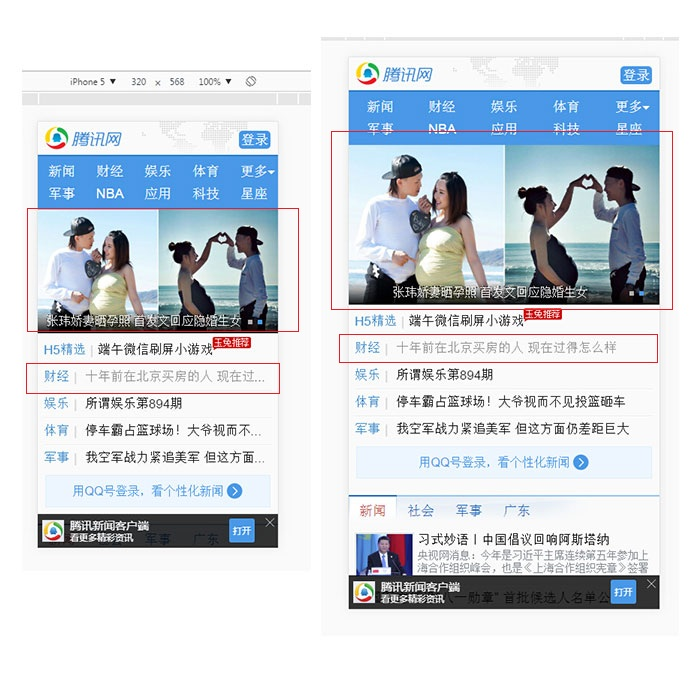 iPhone 5 ▼ 320 x 568 100% ▼
腾讯网
登录
新闻 财经 娱乐 体育 更多
军事 NBA 应用 科技 星座
张玮娇妻晒孕照 首发文回应隐婚生女
H5精选 | 端午微信刷屏小游戏 玉兔推荐
财经 | 十年前在北京买房的人 现在过...
娱乐 | 所谓娱乐第894期
体育 | 停车霸占篮球场！大爷视而不...
军事 | 我空军战力紧追美军 但这方面...
用QQ号登录，看个性化新闻
腾讯新闻客户端
看更多精彩资讯
打开
军事 广东
腾讯网
登录
新闻 财经 娱乐 体育 更多
军事 NBA 应用 科技 星座
张玮娇妻晒孕照 首发文回应隐婚生女
H5精选 | 端午微信刷屏小游戏 玉兔推荐
财经 | 十年前在北京买房的人 现在过得怎么样
娱乐 | 所谓娱乐第894期
体育 | 停车霸占篮球场！大爷视而不见投篮砸车
军事 | 我空军战力紧追美军 但这方面仍差距巨大
用QQ号登录，看个性化新闻
新闻 社会 军事 广东
习式妙语丨中国倡议回响阿斯塔纳
央视网消息：今年是习近平主席连续第五年参加上
海合作组织峰会，也是《上海合作组织宪章》签署
腾讯新闻客户端
看更多精彩资讯
打开
八一勋章" 首批候选人名单公